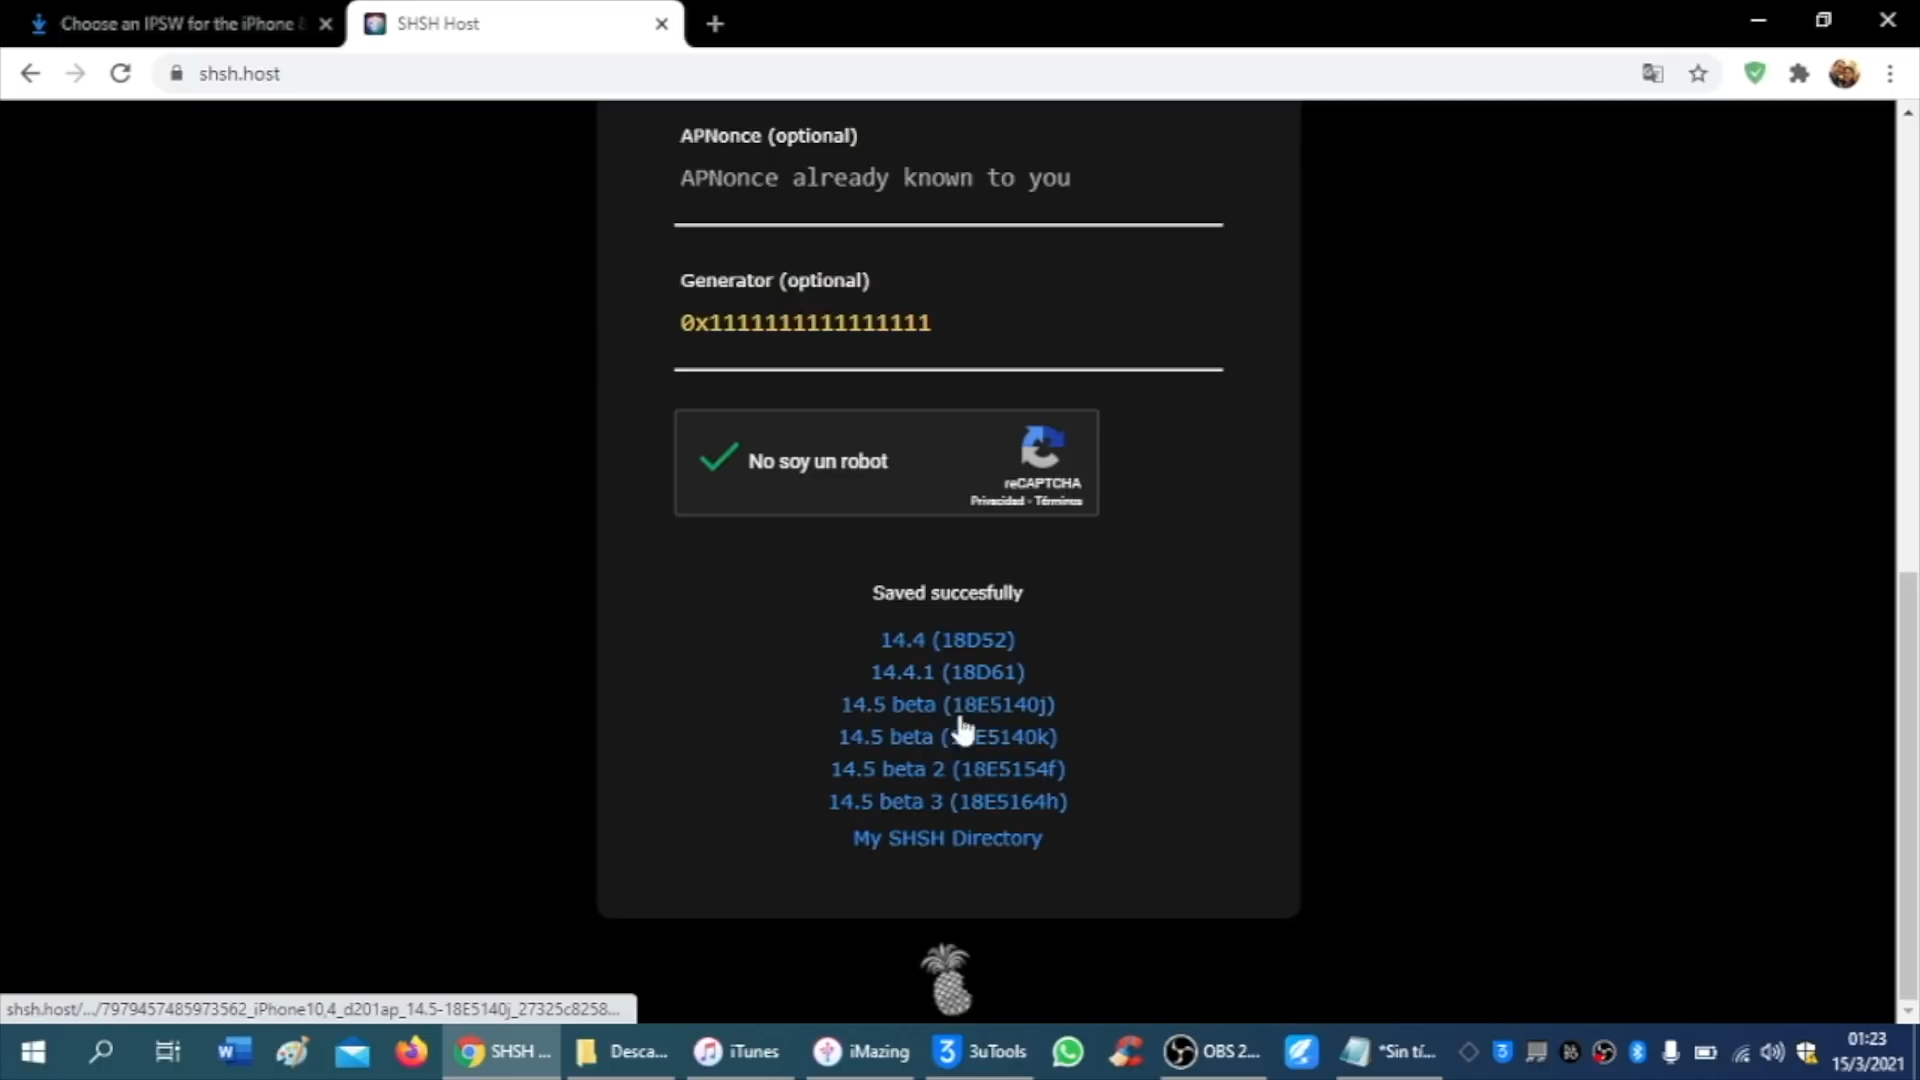 Choose an IPSW for the iPhone
SHSH Host
shsh.host
APNonce (optional)
APNonce already known to you
Generator (optional)
0x1111111111111111
No soy un robot
reCAPTCHA
Privacidad - Términos
Saved succesfully
14.4 (18D52)
14.4.1 (18D61)
14.5 beta (18E5140j)
14.5 beta ( E5140k)
14.5 beta 2 (18E5154f)
14.5 beta 3 (18E5164h)
My SHSH Directory
shsh.host/.../7979457485973562_iPhone10,4_d201ap_14.5-18E5140j_27325c8258...
SHSH ...
Desca...
iTunes
iMazing
3uTools
OBS 2...
*Sin tí...
01:23
15/3/2021